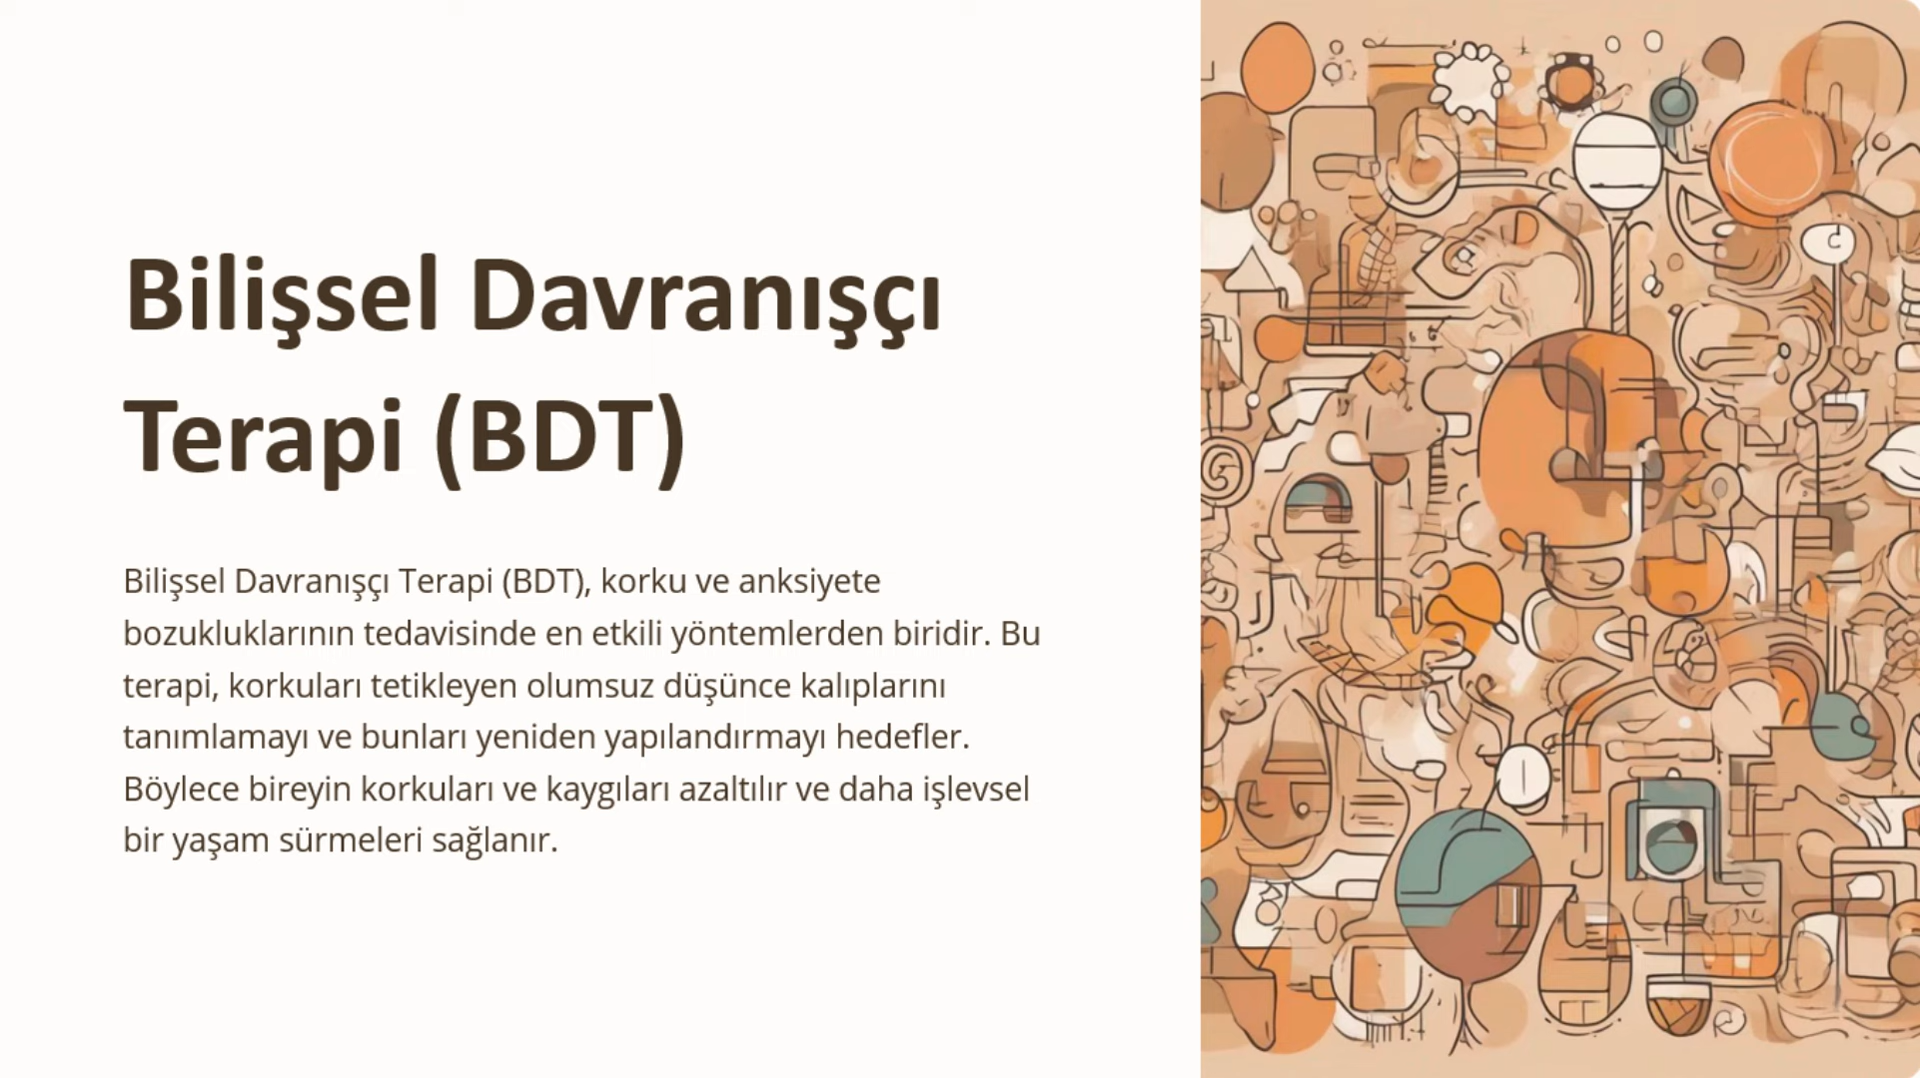 Bilişsel Davranışçı
Terapi (BDT)
Bilişsel Davranışçı Terapi (BDT), korku ve anksiyete
bozukluklarının tedavisinde en etkili yöntemlerden biridir. Bu
terapi, korkuları tetikleyen olumsuz düşünce kalıplarını
tanımlamayı ve bunları yeniden yapılandırmayı hedefler.
Böylece bireyin korkuları ve kaygıları azaltılır ve daha işlevsel
bir yaşam sürmeleri sağlanır.